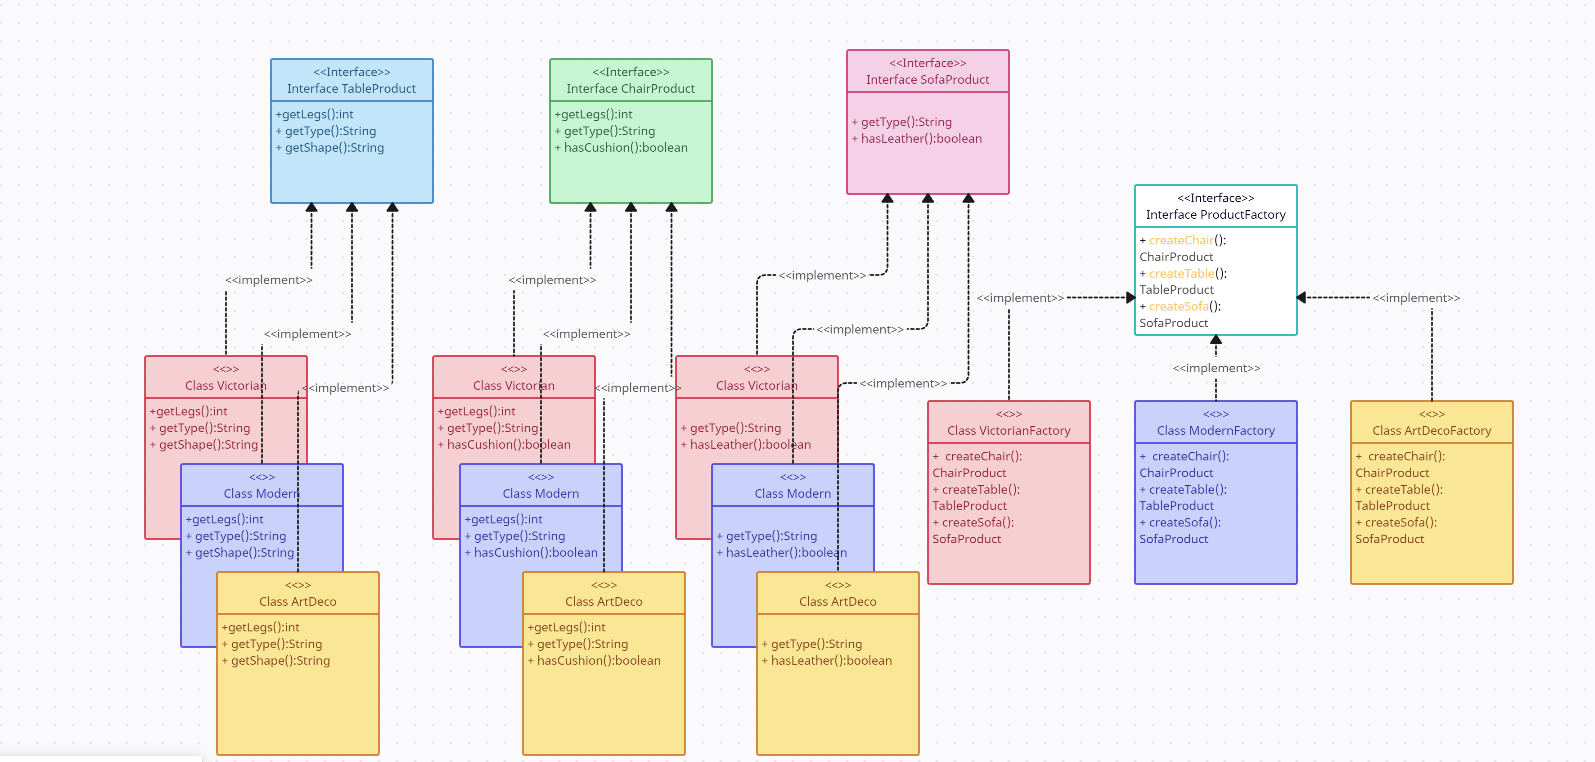 <<Interface>>
Interface TableProduct
+getLegs():int
+ getType():String
+ getShape():String
<<Interface>>
Interface ChairProduct
+getLegs():int
+ getType():String
+ hasCushion():boolean
<<Interface>>
Interface SofaProduct
+ getType():String
+ hasLeather():boolean
<<Interface>>
Interface ProductFactory
+ createChair():
ChairProduct
+ createTable():
TableProduct
+ createSofa():
SofaProduct
<<implement>>
<<implement>>
<<implement>>
<<implement>>
<<implement>>
<<implement>>
<<implement>>
<<implement>>
<<implement>>
<<implement>>
<<implement>>
<<implement>>
<<>>
Class Victorian
+getLegs():int
+ getType():String
+ getShape():String
<<>>
Class Modern
+getLegs():int
+ getType():String
+ getShape():String
<<>>
Class ArtDeco
+getLegs():int
+ getType():String
+ getShape():String
<<>>
Class Victorian
+getLegs():int
+ getType():String
+ hasCushion():boolean
<<>>
Class Modern
+getLegs():int
+ getType():String
+ hasCushion():boolean
<<>>
Class ArtDeco
+getLegs():int
+ getType():String
+ hasCushion():boolean
<<>>
Class Victorian
+ getType():String
+ hasLeather():boolean
<<>>
Class Modern
+ getType():String
+ hasLeather():boolean
<<>>
Class ArtDeco
+ getType():String
+ hasLeather():boolean
<<>>
Class VictorianFactory
+  createChair():
ChairProduct
+ createTable():
TableProduct
+ createSofa():
SofaProduct
<<>>
Class ModernFactory
+  createChair():
ChairProduct
+ createTable():
TableProduct
+ createSofa():
SofaProduct
<<>>
Class ArtDecoFactory
+  createChair():
ChairProduct
+ createTable():
TableProduct
+ createSofa():
SofaProduct